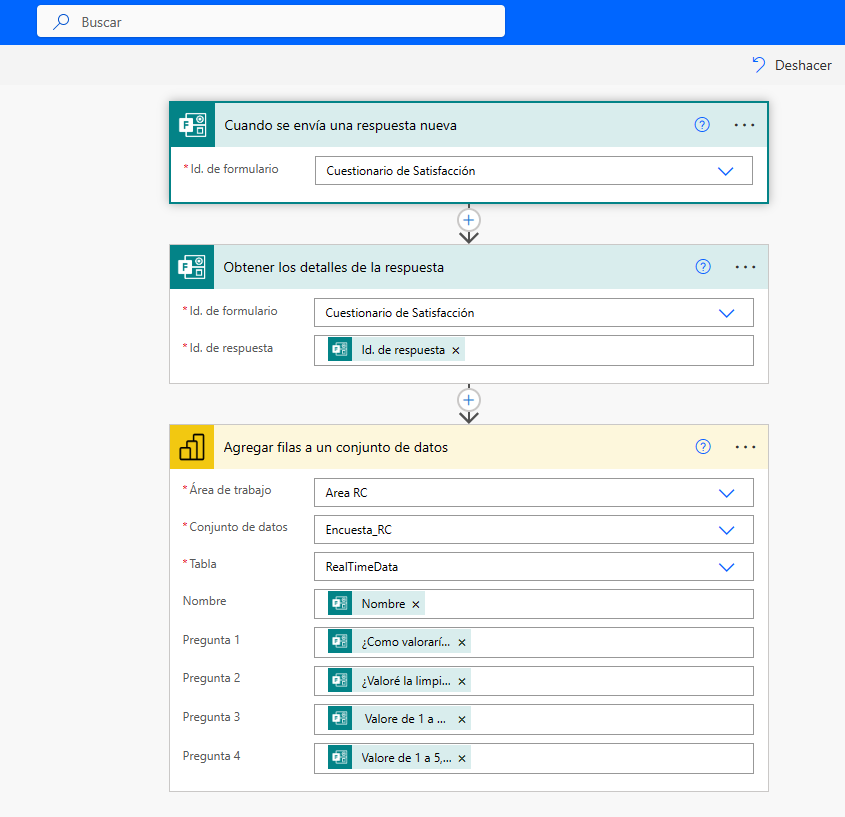 Buscar
Deshacer
Cuando se envía una respuesta nueva
* Id. de formulario
Cuestionario de Satisfacción
Obtener los detalles de la respuesta
* Id. de formulario
Cuestionario de Satisfacción
* Id. de respuesta
Id. de respuesta ×
Agregar filas a un conjunto de datos
* Área de trabajo
Area RC
* Conjunto de datos
Encuesta_RC
* Tabla
RealTimeData
Nombre
Nombre ×
Pregunta 1
¿Como valorarí... ×
Pregunta 2
¿Valoré la limpi... ×
Pregunta 3
Valore de 1 a ... ×
Pregunta 4
Valore de 1 a 5,... ×